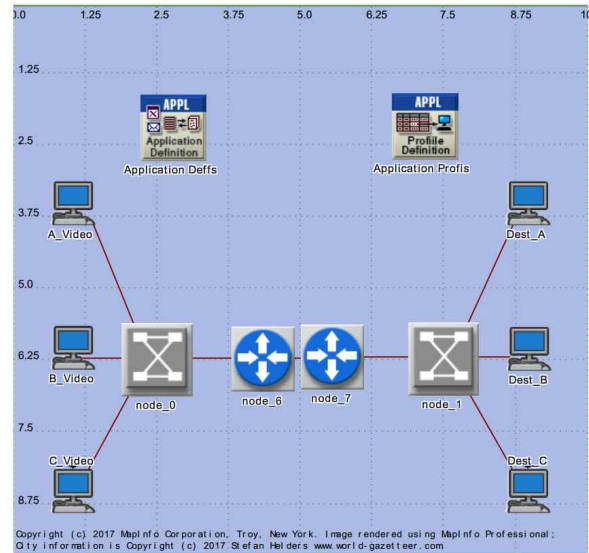 0.0 1.25 2.5 3.75 5.0 6.25 7.5 8.75 10
1.25
APPL
APPL
Application
Definition
Profiile
Definition
2.5
Application Deffs
Application Profis
3.75
A_Video
Dest_A
5.0
6.25
B_Video
Dest_B
node_0
node_6
node_7
node_1
7.5
C_Video
Dest_C
8.75
Copyright (c) 2017 MapInfo Corporation, Troy, New York. Image rendered using MapInfo Professional;
City information is Copyright (c) 2017 Stefan Helders www.world-gazetteer.com